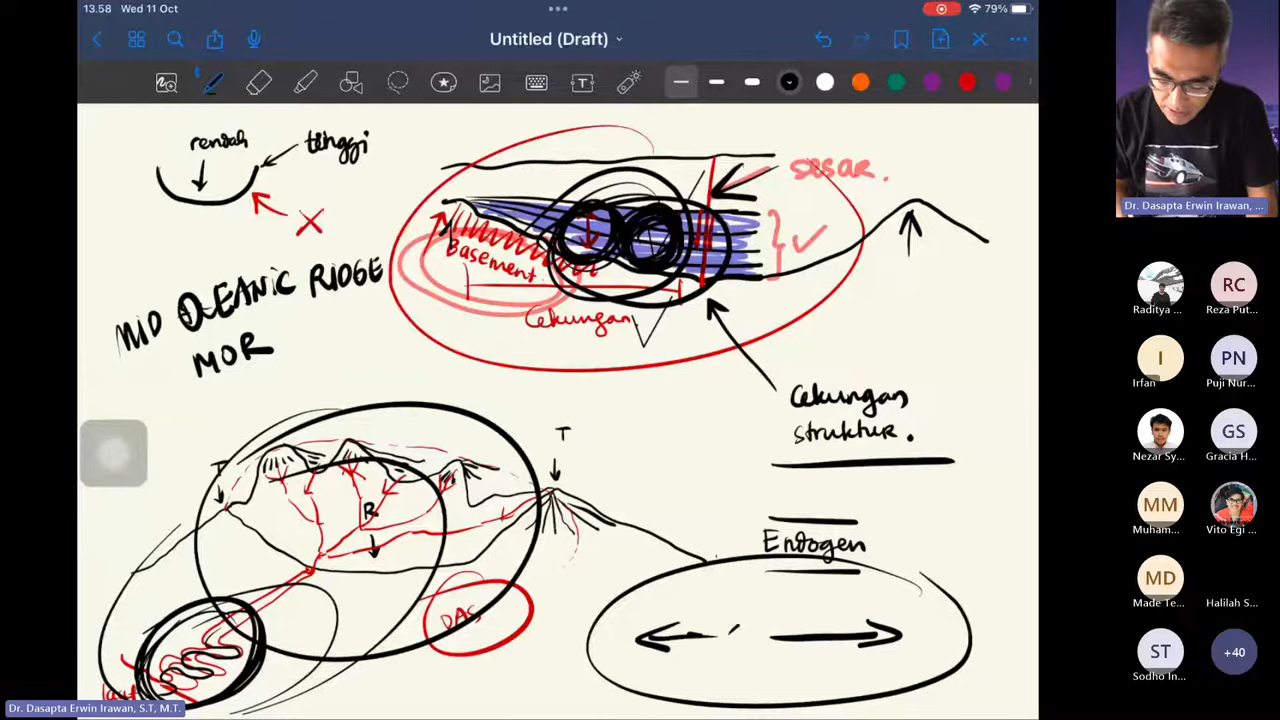 13.58 Wed 11 Oct
79%
Untitled (Draft)
rendah
tinggi
sesar.
Basement
Cekungan
MID OCEANIC RIDGE
MOR
Cekungan
struktur.
T
R
Endogen
DAS
laut
Dr. Dasapta Erwin Irawan, ...
Raditya ...
RC
Reza Put...
I
Irfan
PN
Puji Nur...
Nezar Sy...
GS
Gracia H...
MM
Muham...
Vito Egi ...
MD
Made Te...
Halilah S...
ST
Sodho In...
+40
Dr. Dasapta Erwin Irawan, S.T, M.T.